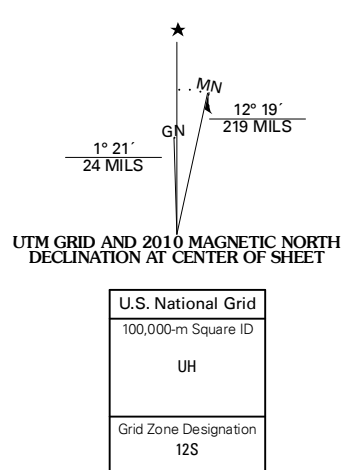 ★
MN
GN
12° 19´
219 MILS
1° 21´
24 MILS
UTM GRID AND 2010 MAGNETIC NORTH
DECLINATION AT CENTER OF SHEET
U.S. National Grid
100,000-m Square ID
UH
Grid Zone Designation
12S